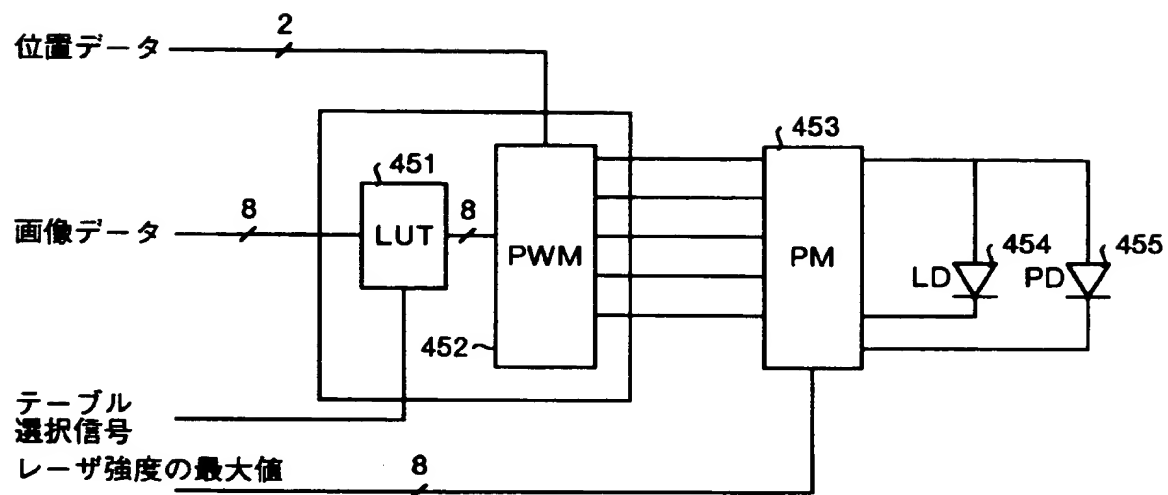 位置データ
2
453
451
画像データ
8
LUT
8
PWM
PM
LD
454
PD
455
452
テーブル
選択信号
レーザ強度の最大値
8